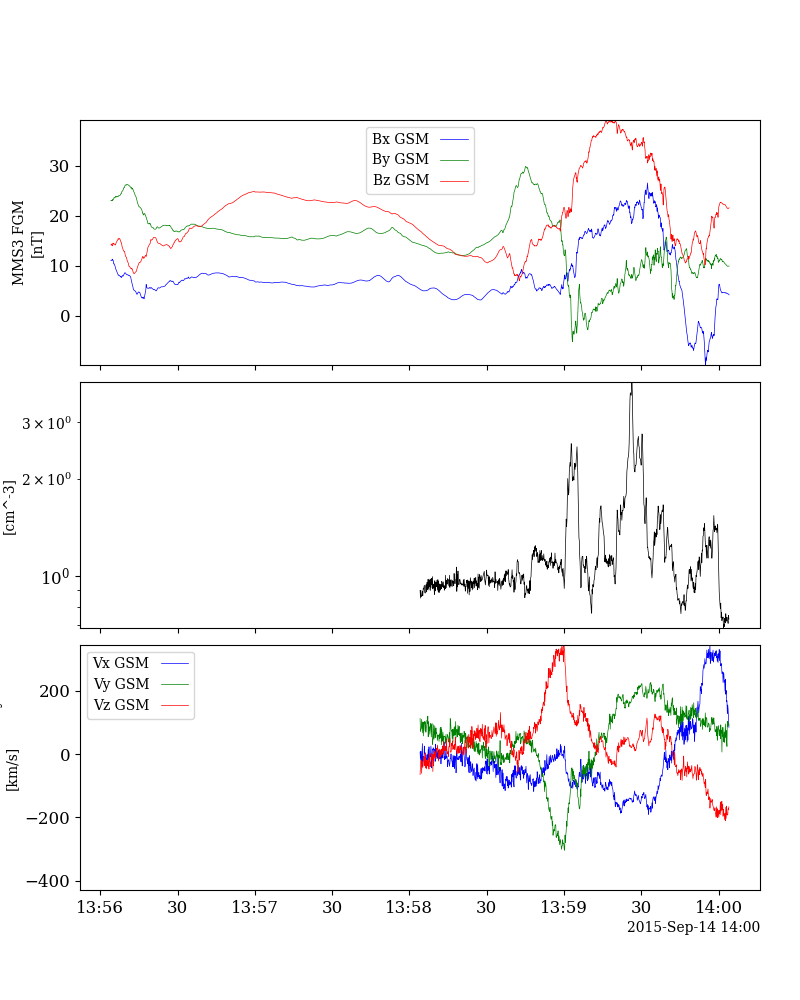 MMS3 FGM
[nT]
30
20
10
0
Bx GSM
By GSM
Bz GSM
[cm^-3]
3 × 10⁰
2 × 10⁰
10⁰
[km/s]
200
0
−200
−400
Vx GSM
Vy GSM
Vz GSM
13:56 30 13:57 30 13:58 30 13:59 30 14:00
2015-Sep-14 14:00